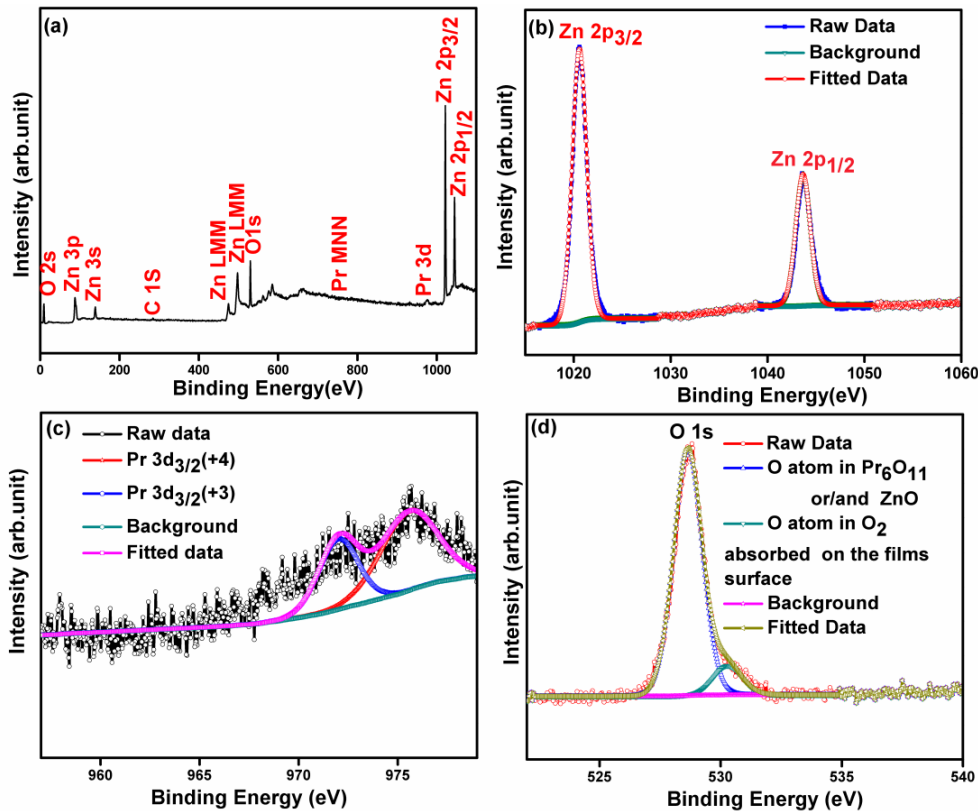 (a)
O 2s
Zn 3p
Zn 3s
C 1S
Zn LMM
Zn LMM
O1s
Pr MNN
Pr 3d
Zn 2p3/2
Zn 2p1/2
Intensity (arb.unit)
0 200 400 600 800 1000
Binding Energy(eV)
(b)
Zn 2p3/2
Zn 2p1/2
Raw Data
Background
Fitted Data
Intensity (arb.unit)
1020 1030 1040 1050 1060
Binding Energy(eV)
(c)
Raw data
Pr 3d3/2(+4)
Pr 3d3/2(+3)
Background
Fitted data
Intensity (arb.unit)
960 965 970 975
Binding Energy (eV)
(d)
O 1s
Raw Data
O atom in Pr6O11
or/and ZnO
O atom in O2
absorbed on the films
surface
Background
Fitted Data
Intensity (arb.unit)
525 530 535 540
Binding Energy (eV)